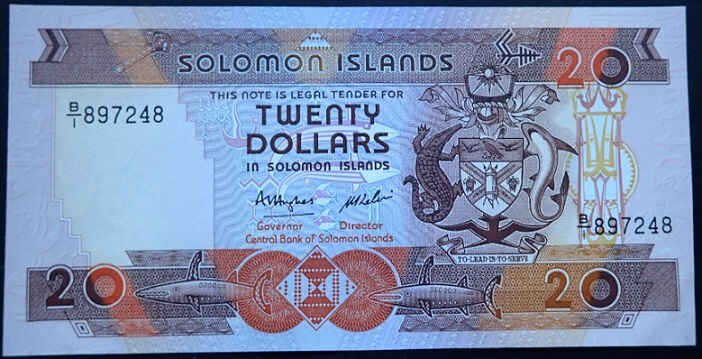 SOLOMON ISLANDS
20
THIS NOTE IS LEGAL TENDER FOR
B/1 897248
TWENTY
DOLLARS
IN SOLOMON ISLANDS
Governor Director
Central Bank of Solomon Islands
B/1 897248
TO LEAD IS TO SERVE
20
20